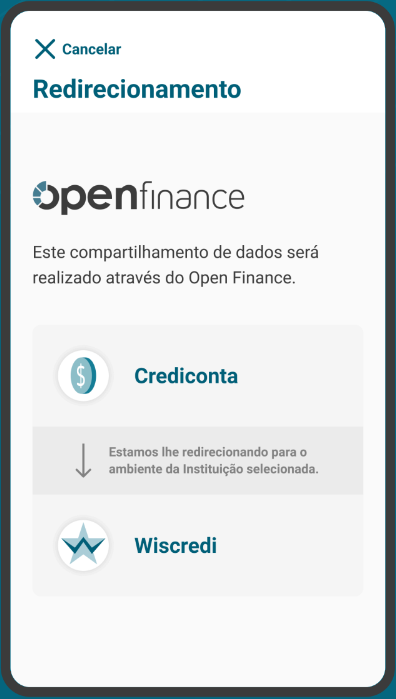 Cancelar
Redirecionamento
openfinance
Este compartilhamento de dados será
realizado através do Open Finance.
$
Crediconta
Estamos lhe redirecionando para o
ambiente da Instituição selecionada.
Wiscredi